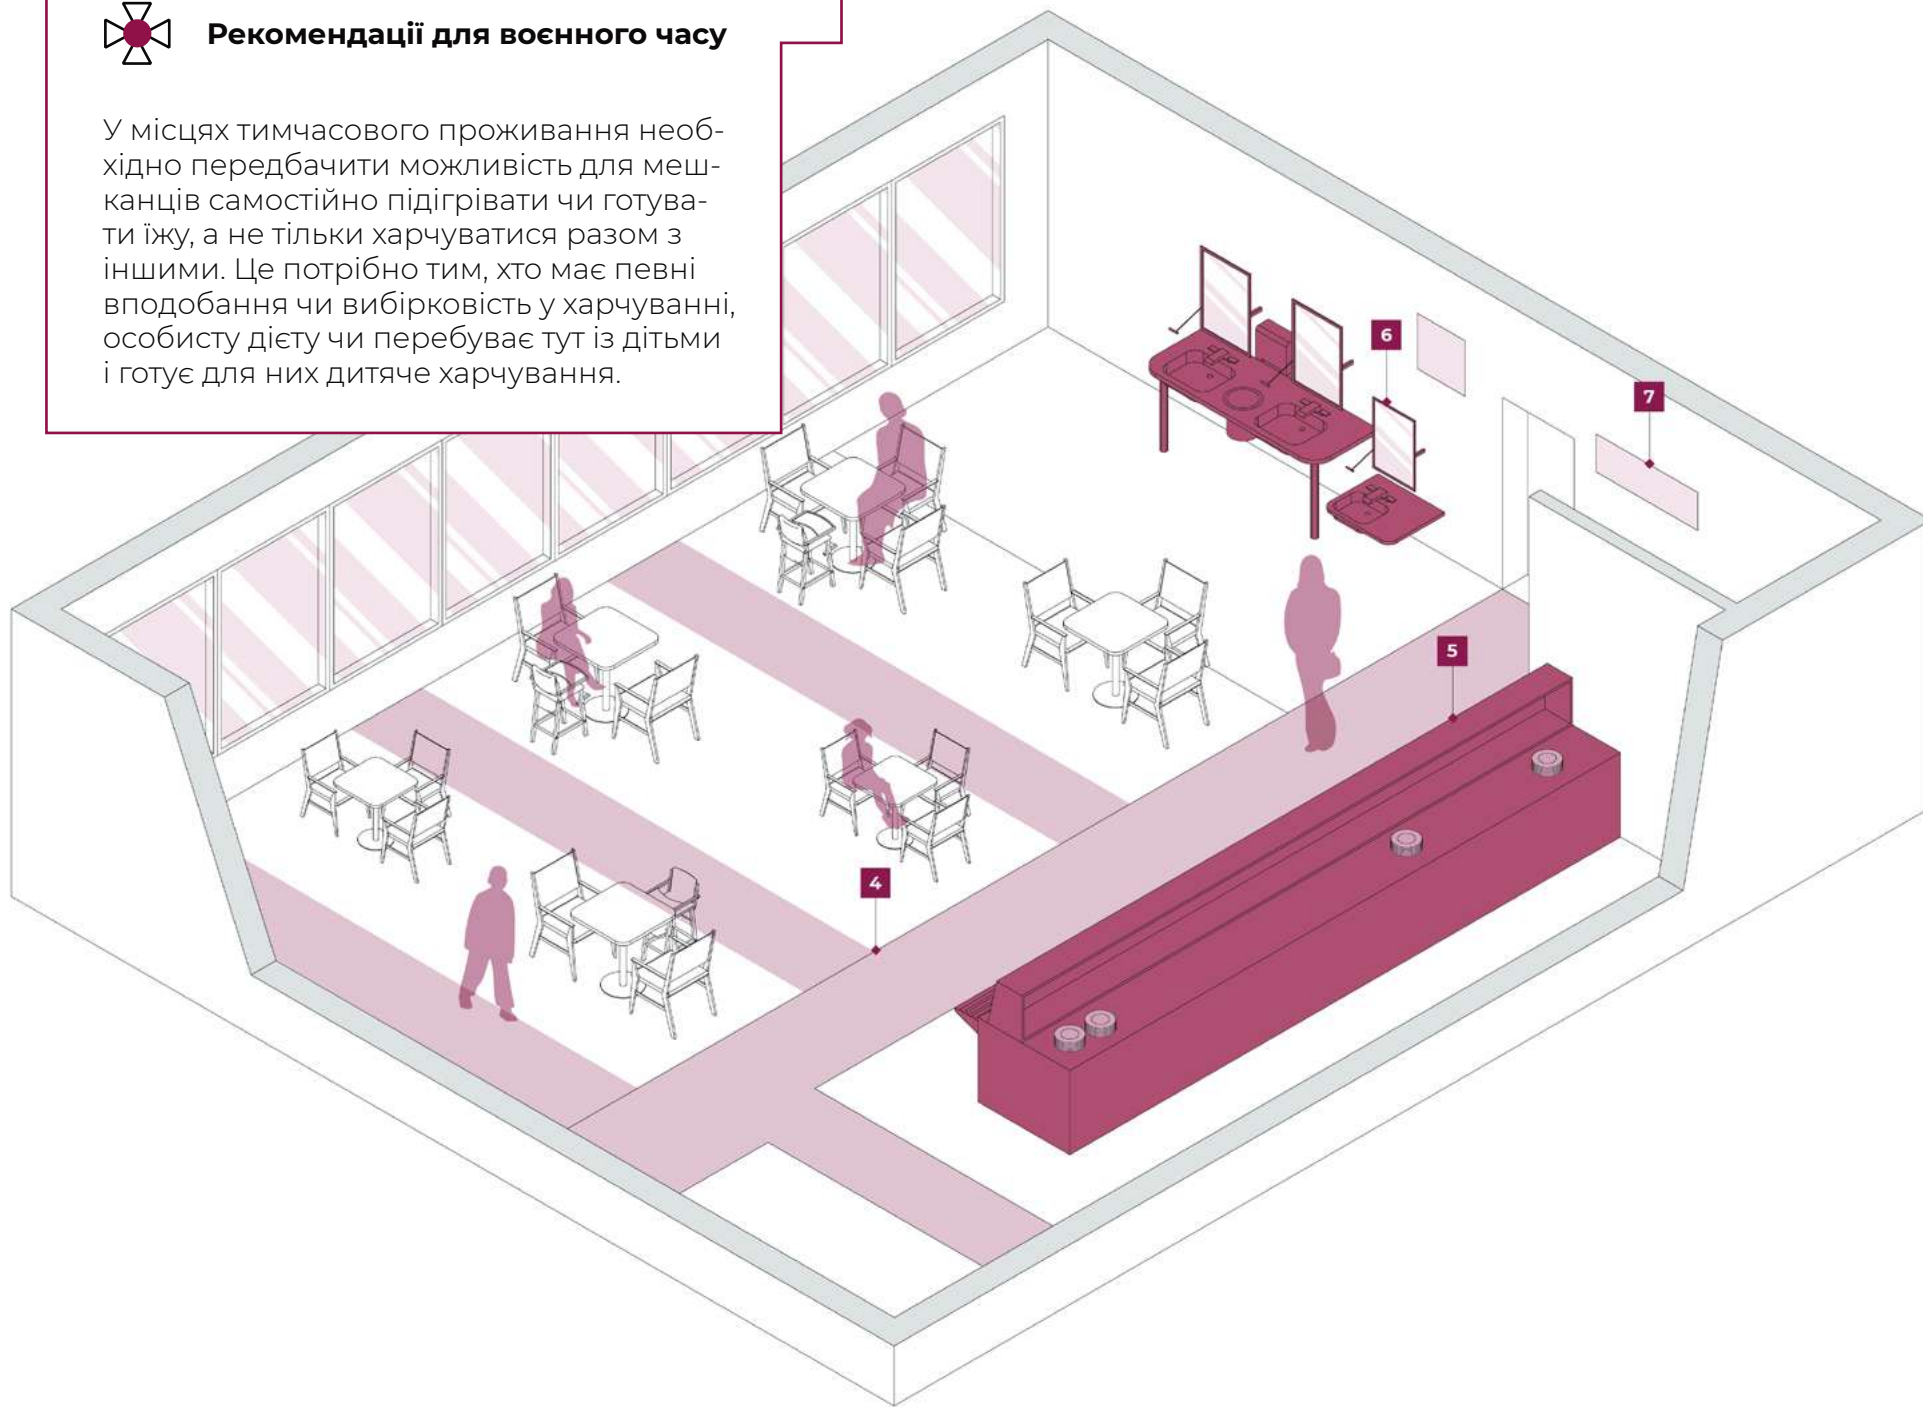 Рекомендації для воєнного часу
У місцях тимчасового проживання необ-
хідно передбачити можливість для меш-
канців самостійно підігрівати чи готува-
ти їжу, а не тільки харчуватися разом з
іншими. Це потрібно тим, хто має певні
вподобання чи вибірковість у харчуванні,
особисту дієту чи перебуває тут із дітьми
і готує для них дитяче харчування.
6
7
5
4